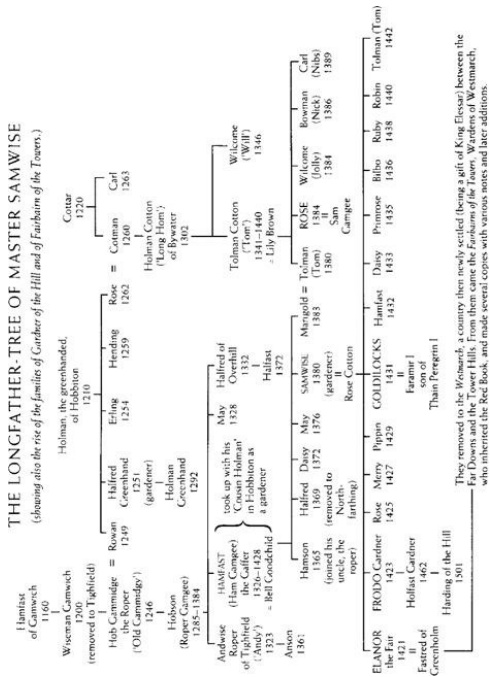 THE LONGFATHER-TREE OF MASTER SAMWISE
(showing also the rise of the families of Gardner of the Hill and of Fairbairn of the Towers.)
Hamfast
of Gamwich
1160
Wiseman Gamwich
1200
(removed to Tighfield)
Holman, the greenhanded,
of Hobbiton
1210
Cottar
1220
Hob Gammidge
the Roper
('Old Gammidgy')
1246
=
Rowan
1249
Halfred
Greenhand
1251
(gardener)
Erling
1254
Hending
1259
Rose
1262
=
Cotman
1260
Carl
1263
Hobson
(Roper Gamgee)
1285–1384
Holman
Greenhand
1292
Holman Cotton
('Long Hom')
of Bywater
1302
Andwise
Roper
of Tighfield
('Andy')
1323
HAMFAST
(Ham Gamgee)
the Gaffer
1326–1428
= Bell Goodchild
took up with his
'Cousin Holman'
in Hobbiton as
a gardener
May
1328
Halfred of
Overhill
1332
Tolman Cotton
('Tom')
1341–1440
= Lily Brown
Wilcome
('Will')
1346
Anson
1361
Halfast
1372
Hamson
1365
(joined his
uncle, the
roper)
Halfred
1369
(removed to
North-
farthing)
Daisy
1372
May
1376
SAMWISE
1380
(gardener)
=
Rose Cotton
Marigold
1383
=
Tolman
(Tom)
1380
ROSE
1384
=
Sam
Gamgee
Wilcome
(Jolly)
1384
Bowman
(Nick)
1386
Carl
(Nibs)
1389
ELANOR
the Fair
1421
=
Fastred of
Greenholm
FRODO Gardner
1423
Holfast Gardner
1462
Harding of the Hill
1501
Rose
1425
Merry
1427
Pippin
1429
GOLDILOCKS
1431
=
Faramir I
son of
Thain Peregrin I
Hamfast
1432
Daisy
1433
Primrose
1435
Bilbo
1436
Ruby
1438
Robin
1440
Tolman (Tom)
1442
They removed to the Westmarch, a country then newly settled (being a gift of King Elessar) between the
Far Downs and the Tower Hills. From them came the Fairbairns of the Towers, Wardens of Westmarch,
who inherited the Red Book, and made several copies with various notes and later additions.